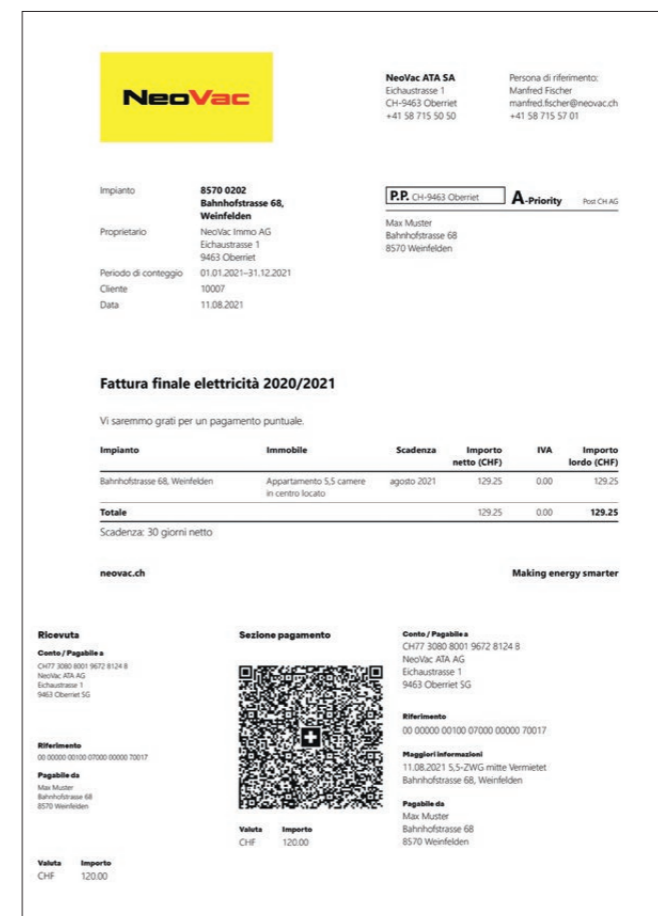 NeoVac
NeoVac ATA SA
Eichaustrasse 1
CH-9463 Oberriet
+41 58 715 50 50
Persona di riferimento:
Manfred Fischer
manfred.fischer@neovac.ch
+41 58 715 57 01
Impianto 8570 0202
Bahnhofstrasse 68,
Weinfelden
Proprietario NeoVac Immo AG
Eichaustrasse 1
9463 Oberriet
Periodo di conteggio 01.01.2021–31.12.2021
Cliente 10007
Data 11.08.2021
P.P. CH-9463 Oberriet A-Priority Post CH AG
Max Muster
Bahnhofstrasse 68
8570 Weinfelden
Fattura finale elettricità 2020/2021
Vi saremmo grati per un pagamento puntuale.
Impianto Immobile Scadenza Importo netto (CHF) IVA Importo lordo (CHF)
Bahnhofstrasse 68, Weinfelden Appartamento 5,5 camere agosto 2021 129.25 0.00 129.25
in centro locato
Totale 129.25 0.00 129.25
Scadenza: 30 giorni netto
neovac.ch Making energy smarter
Ricevuta
Conto / Pagabile a
CH77 3080 8001 9672 8124 8
NeoVac ATA AG
Eichaustrasse 1
9463 Oberriet SG
Riferimento
00 00000 00100 07000 00000 70017
Pagabile da
Max Muster
Bahnhofstrasse 68
8570 Weinfelden
Valuta Importo
CHF 120.00
Sezione pagamento
Valuta Importo
CHF 120.00
Conto / Pagabile a
CH77 3080 8001 9672 8124 8
NeoVac ATA AG
Eichaustrasse 1
9463 Oberriet SG
Riferimento
00 00000 00100 07000 00000 70017
Maggiori informazioni
11.08.2021 5,5-ZWG mitte Vermietet
Bahnhofstrasse 68, Weinfelden
Pagabile da
Max Muster
Bahnhofstrasse 68
8570 Weinfelden